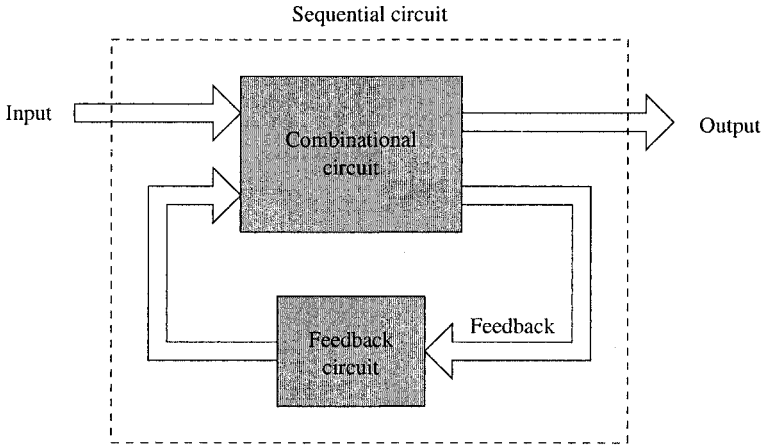 Sequential circuit
Input
Combinational
circuit
Output
Feedback
Feedback
circuit